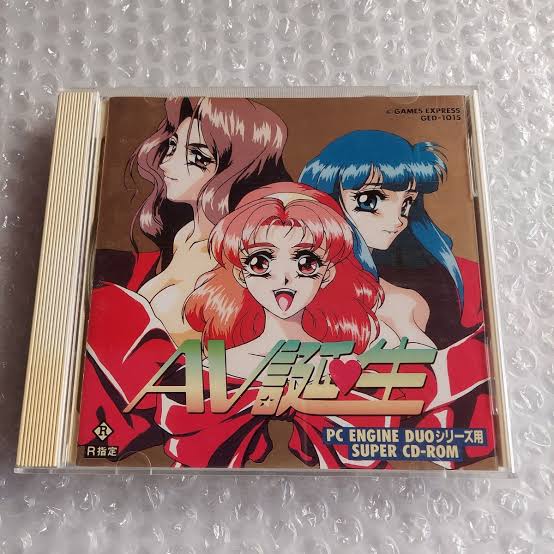 © GAMES EXPRESS
GED-1015
AV誕♥生
PC ENGINE DUOシリーズ用
SUPER CD-ROM
R
R指定